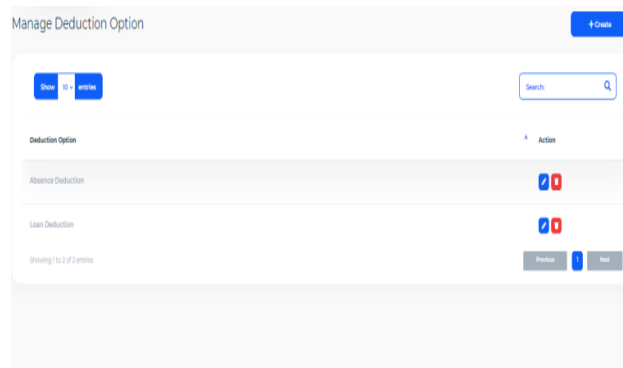 Manage Deduction Option
+ Create
Show 10 entries
Search:
Deduction Option
Action
Absence Deduction
Loan Deduction
Showing 1 to 2 of 2 entries
Previous 1 Next